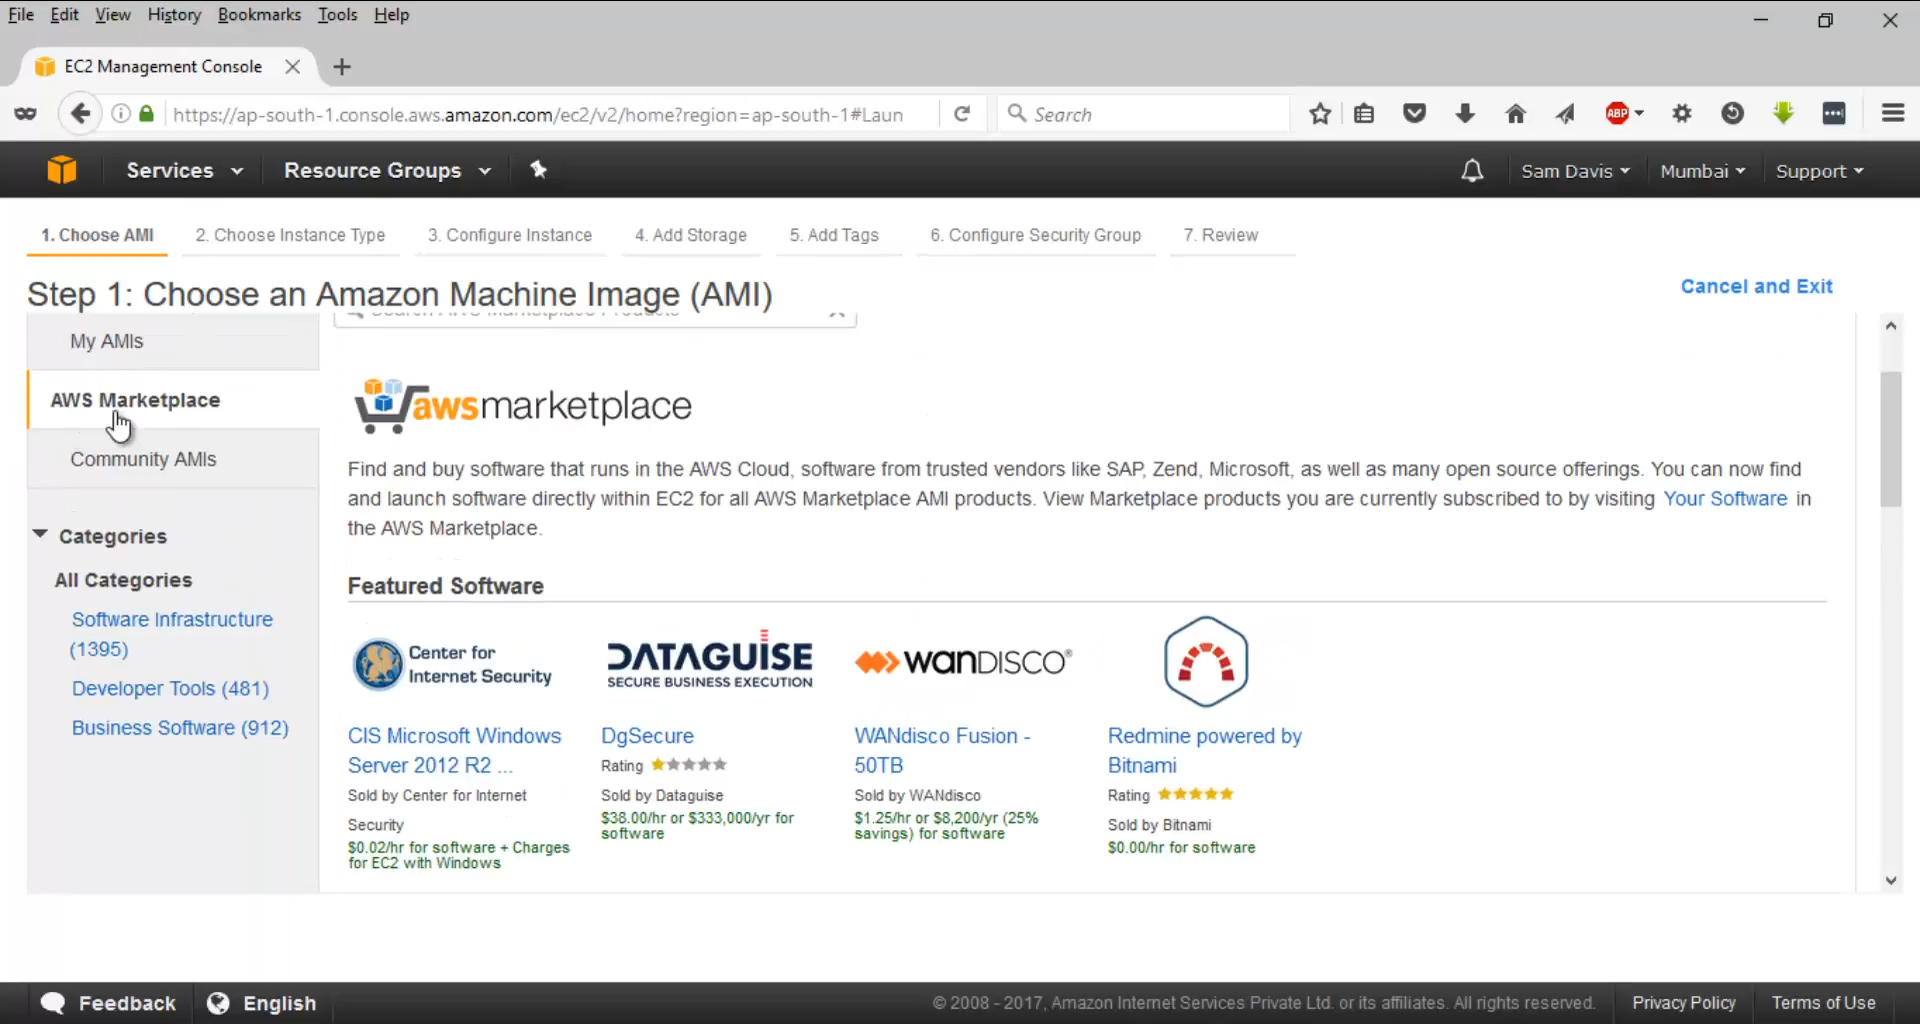 File Edit View History Bookmarks Tools Help
EC2 Management Console
https://ap-south-1.console.aws.amazon.com/ec2/v2/home?region=ap-south-1#Laun
Search
ABP
Services
Resource Groups
Sam Davis
Mumbai
Support
1. Choose AMI
2. Choose Instance Type
3. Configure Instance
4. Add Storage
5. Add Tags
6. Configure Security Group
7. Review
Step 1: Choose an Amazon Machine Image (AMI)
Cancel and Exit
Search AWS Marketplace Products
My AMIs
AWS Marketplace
Community AMIs
Categories
All Categories
Software Infrastructure
(1395)
Developer Tools (481)
Business Software (912)
awsmarketplace
Find and buy software that runs in the AWS Cloud, software from trusted vendors like SAP, Zend, Microsoft, as well as many open source offerings. You can now find
and launch software directly within EC2 for all AWS Marketplace AMI products. View Marketplace products you are currently subscribed to by visiting Your Software in
the AWS Marketplace.
Featured Software
Center for
Internet Security
CIS Microsoft Windows
Server 2012 R2 ...
Sold by Center for Internet
Security
$0.02/hr for software + Charges
for EC2 with Windows
DATAGUISE
SECURE BUSINESS EXECUTION
DgSecure
Rating
Sold by Dataguise
$38.00/hr or $333,000/yr for
software
WANDISCO®
WANdisco Fusion -
50TB
Sold by WANdisco
$1.25/hr or $8,200/yr (25%
savings) for software
Redmine powered by
Bitnami
Rating
Sold by Bitnami
$0.00/hr for software
Feedback
English
© 2008 - 2017, Amazon Internet Services Private Ltd. or its affiliates. All rights reserved.
Privacy Policy
Terms of Use